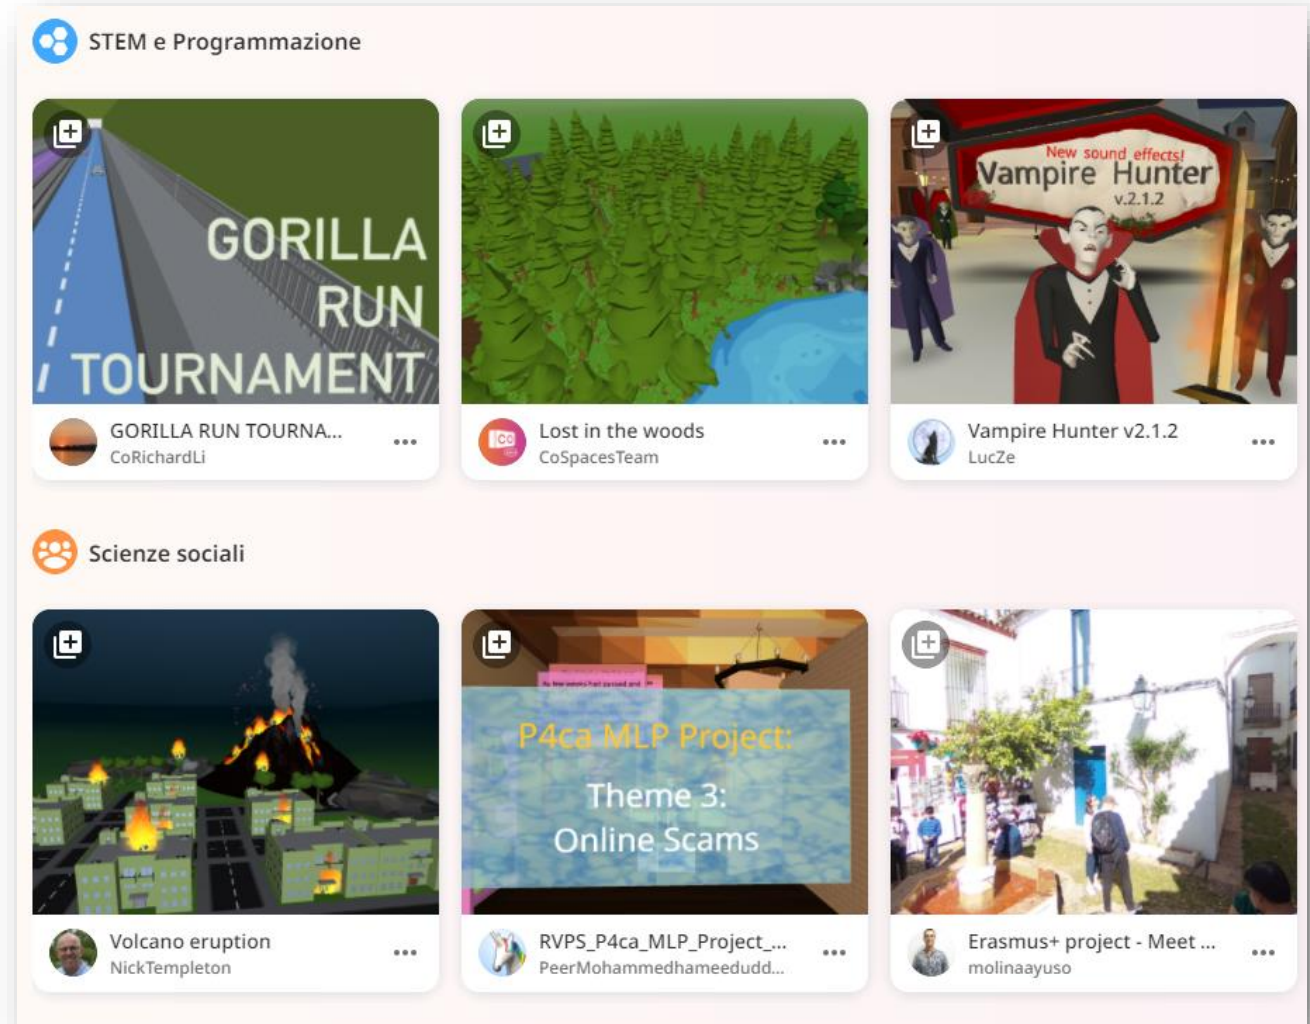 STEM e Programmazione
GORILLA
RUN
TOURNAMENT
New sound effects!
Vampire Hunter
v.2.1.2
GORILLA RUN TOURNA...
CoRichardLi
Lost in the woods
CoSpacesTeam
Vampire Hunter v2.1.2
LucZe
Scienze sociali
P4ca MLP Project:
Theme 3:
Online Scams
Volcano eruption
NickTempleton
RVPS_P4ca_MLP_Project_...
PeerMohammedhameedudd...
Erasmus+ project - Meet ...
molinaayuso